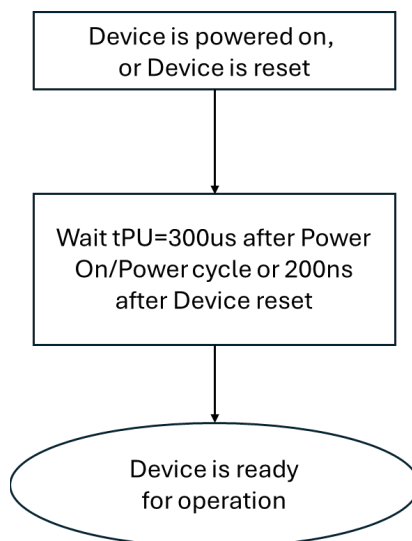 Device is powered on,
or Device is reset
Wait tPU=300us after Power
On/Power cycle or 200ns
after Device reset
Device is ready
for operation